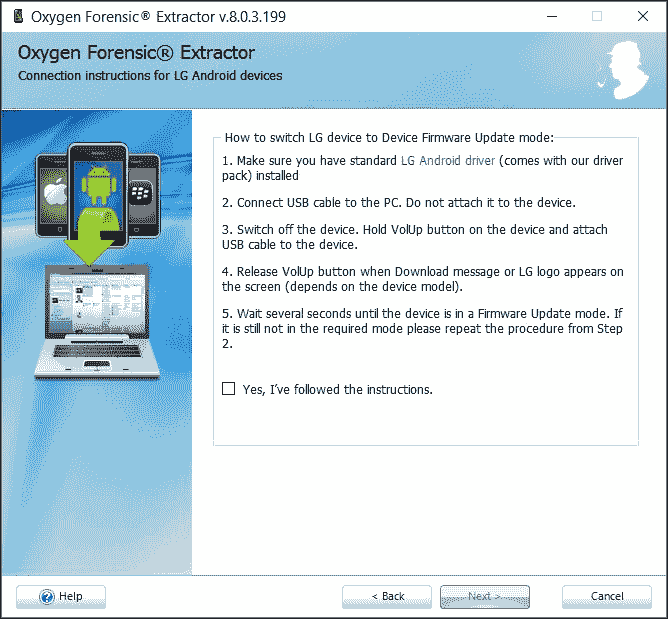 Oxygen Forensic® Extractor v.8.0.3.199
Oxygen Forensic® Extractor
Connection instructions for LG Android devices
How to switch LG device to Device Firmware Update mode:
1. Make sure you have standard LG Android driver (comes with our driver
pack) installed
2. Connect USB cable to the PC. Do not attach it to the device.
3. Switch off the device. Hold VolUp button on the device and attach
USB cable to the device.
4. Release VolUp button when Download message or LG logo appears on
the screen (depends on the device model).
5. Wait several seconds until the device is in a Firmware Update mode. If
it is still not in the required mode please repeat the procedure from Step
2.
Yes, I've followed the instructions.
Help
< Back
Next >
Cancel